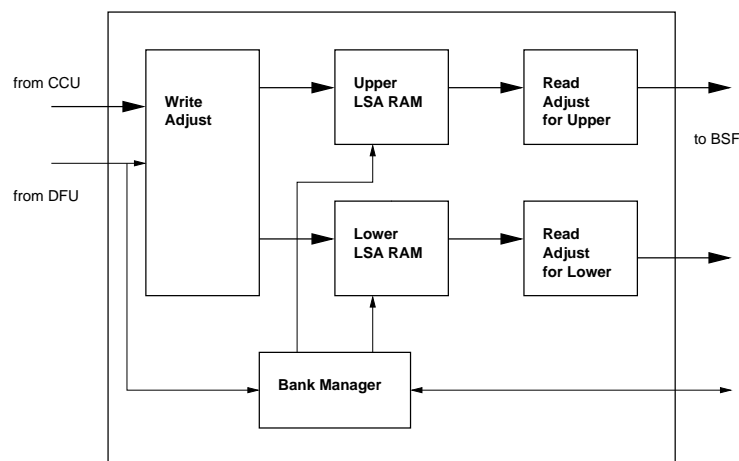 from CCU
from DFU
Write
Adjust
Upper
LSA RAM
Read
Adjust
for Upper
to BSF
Lower
LSA RAM
Read
Adjust
for Lower
Bank Manager